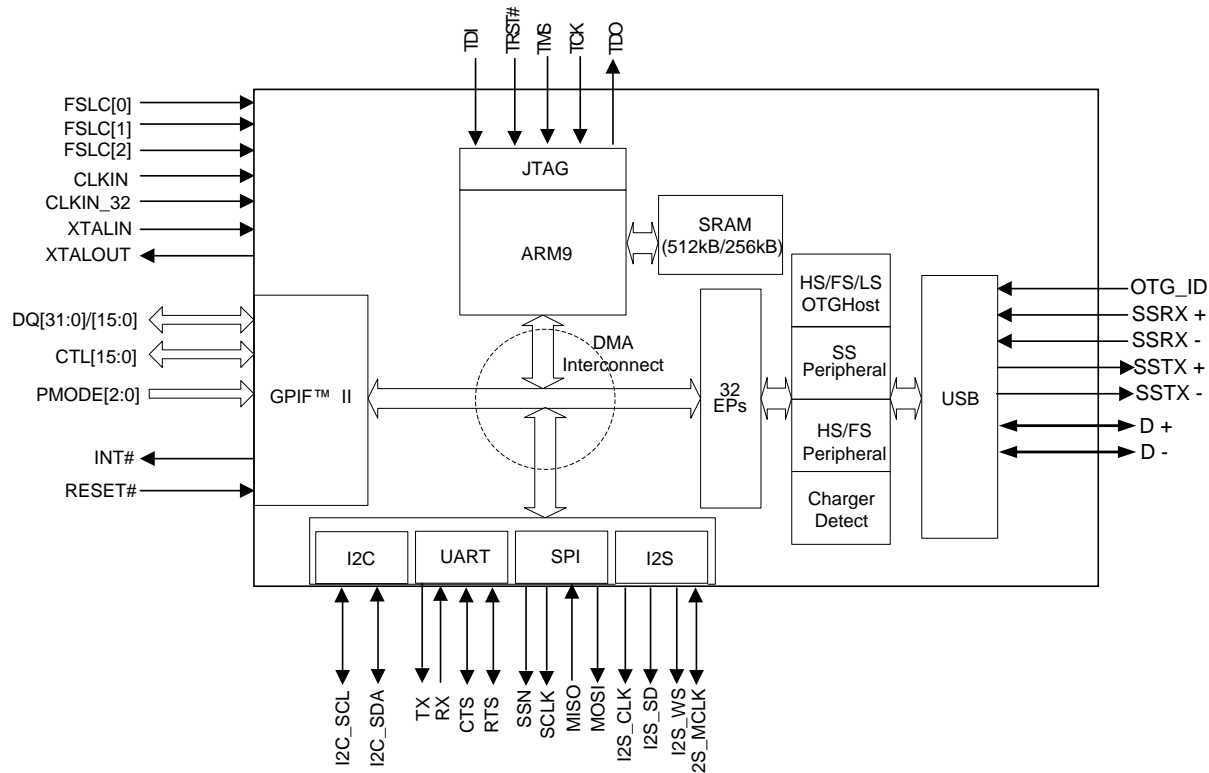 TDI
TRST#
TMS
TCK
TDO
FSLC[0]
FSLC[1]
FSLC[2]
CLKIN
CLKIN_32
XTALIN
XTALOUT
DQ[31:0]/[15:0]
CTL[15:0]
PMODE[2:0]
INT#
RESET#
JTAG
ARM9
SRAM
(512kB/256kB)
DMA
Interconnect
GPIF™ II
32
EPs
HS/FS/LS
OTGHost
SS
Peripheral
HS/FS
Peripheral
Charger
Detect
USB
OTG_ID
SSRX +
SSRX -
SSTX +
SSTX -
D +
D -
I2C
UART
SPI
I2S
I2C_SCL
I2C_SDA
TX
RX
CTS
RTS
SSN
SCLK
MISO
MOSI
I2S_CLK
I2S_SD
I2S_WS
2S_MCLK